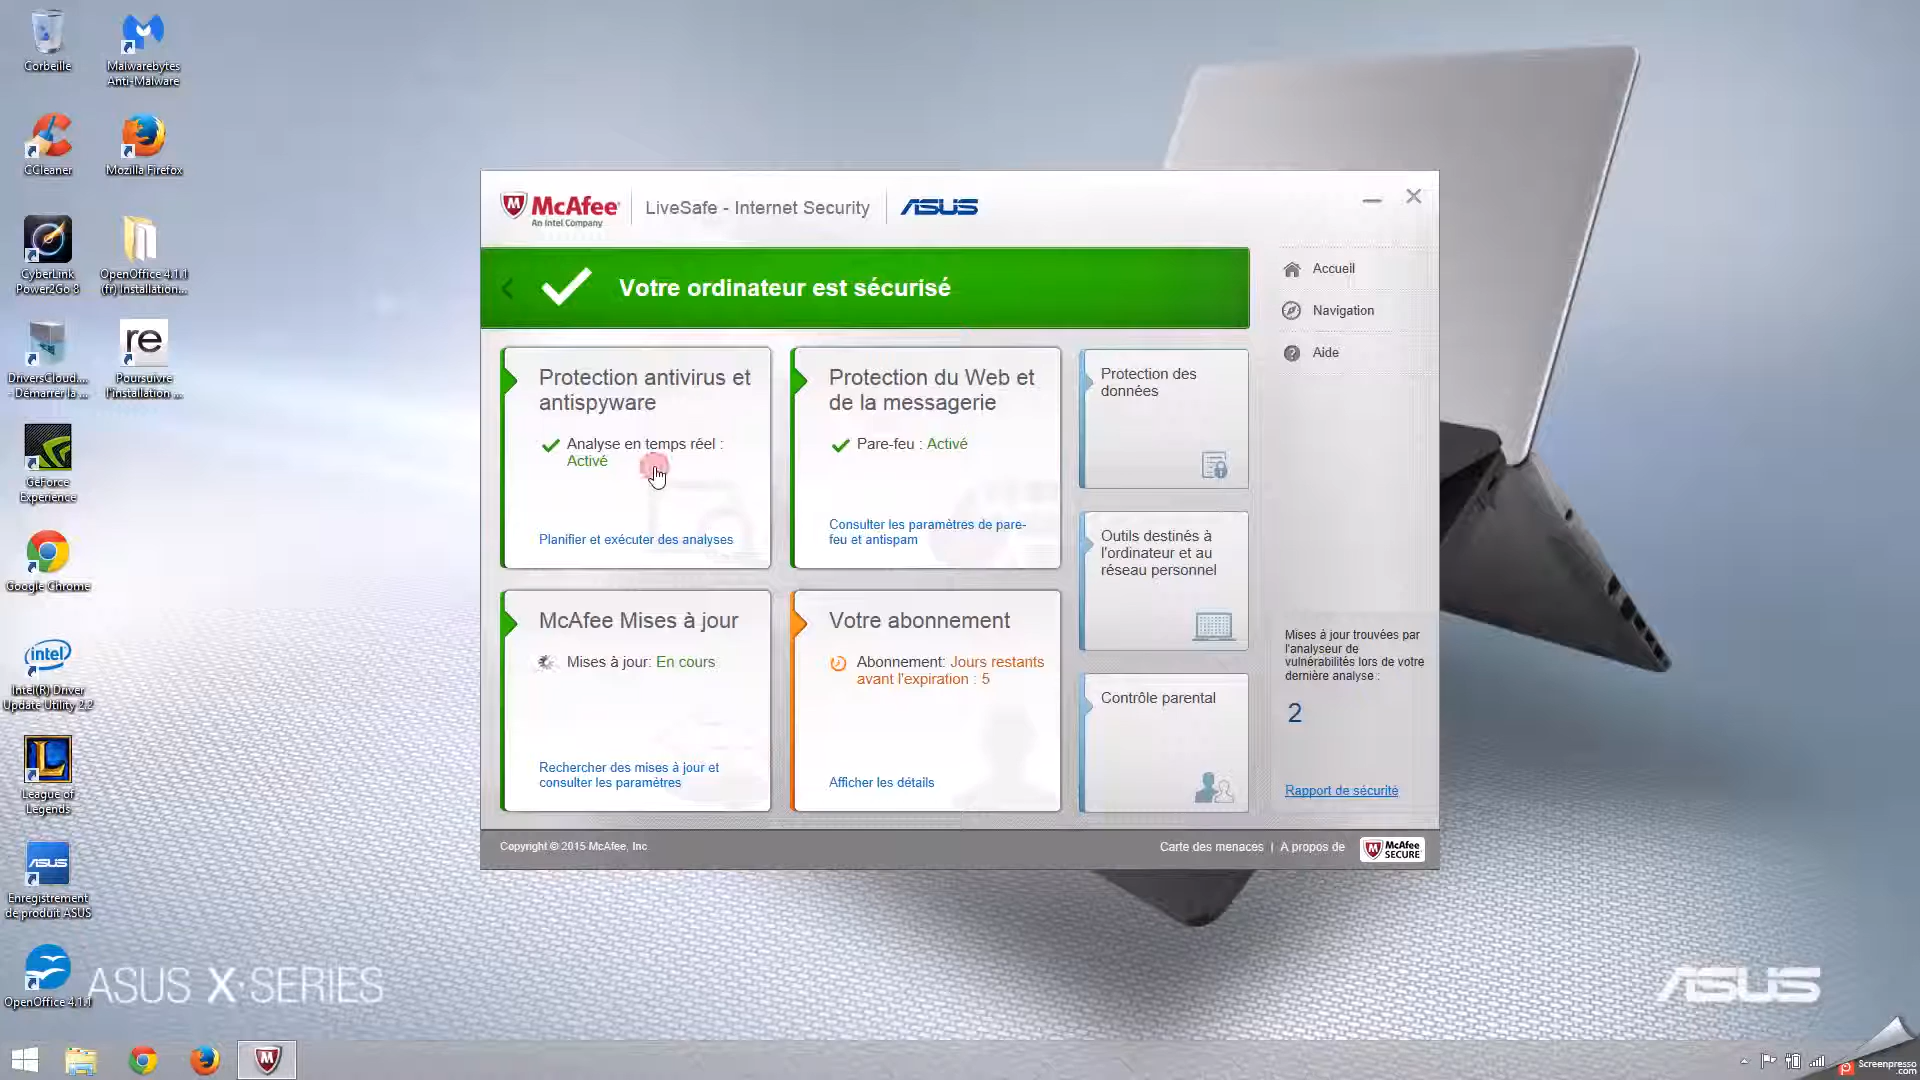 Corbeille
Malwarebytes
Anti-Malware
CCleaner
Mozilla Firefox
CyberLink
Power2Go 8
OpenOffice 4.1.1
(fr) Installation...
DriversCloud....
- Démarrer la ...
re
Poursuivre
l'installation ...
GeForce
Experience
Google Chrome
intel
Intel(R) Driver
Update Utility 2.2
League of
Legends
ASUS
Enregistrement
de produit ASUS
OpenOffice 4.1.1
ASUS X-SERIES
McAfee
An Intel Company
LiveSafe - Internet Security
ASUS
Votre ordinateur est sécurisé
Protection antivirus et
antispyware
Analyse en temps réel :
Activé
Planifier et exécuter des analyses
Protection du Web et
de la messagerie
Pare-feu : Activé
Consulter les paramètres de pare-
feu et antispam
McAfee Mises à jour
Mises à jour: En cours
Rechercher des mises à jour et
consulter les paramètres
Votre abonnement
Abonnement: Jours restants
avant l'expiration : 5
Afficher les détails
Protection des
données
Outils destinés à
l'ordinateur et au
réseau personnel
Contrôle parental
Accueil
Navigation
Aide
Mises à jour trouvées par
l'analyseur de
vulnérabilités lors de votre
dernière analyse :
2
Rapport de sécurité
Copyright © 2015 McAfee, Inc
Carte des menaces | A propos de
McAfee
SECURE
ASUS
Screenpresso
.com